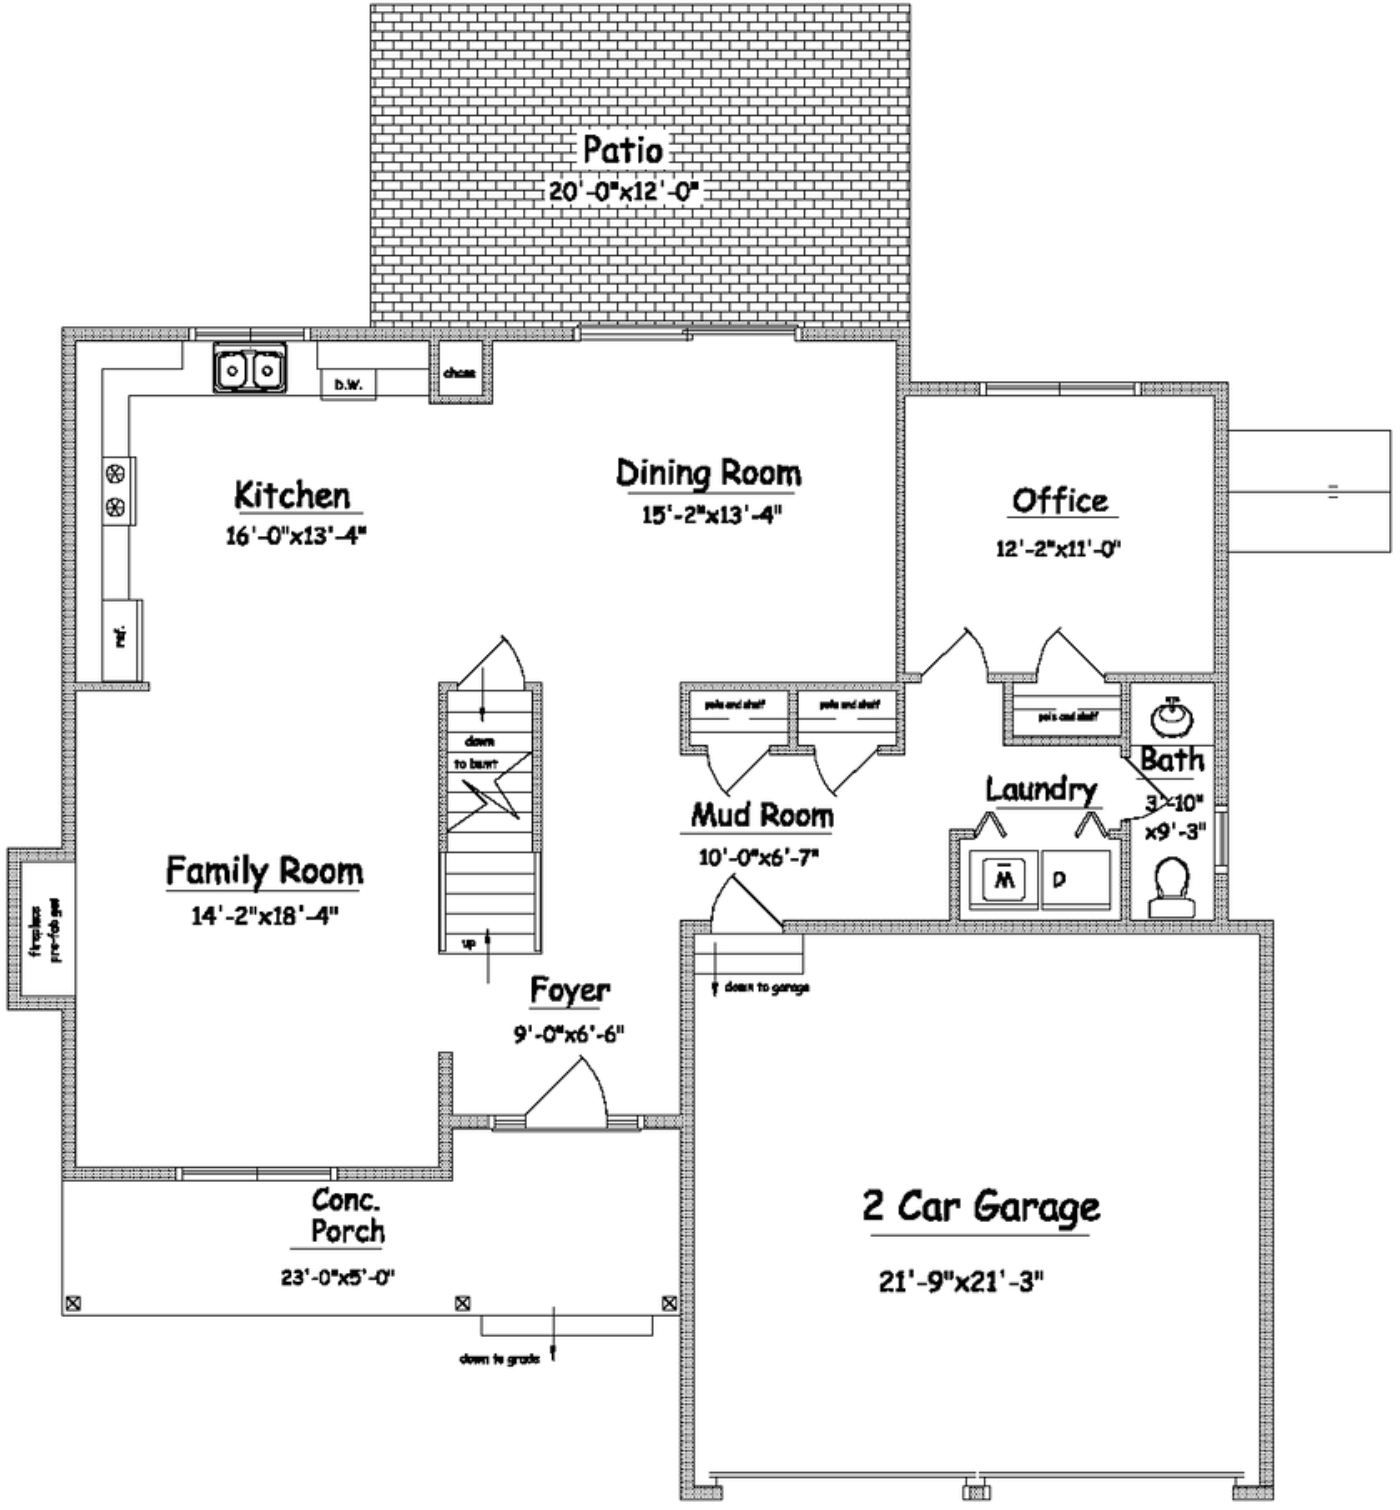 Patio
20'-0"x12'-0"
D.W.
chase
Kitchen
16'-0"x13'-4"
Dining Room
15'-2"x13'-4"
Office
12'-2"x11'-0"
ref.
pole and shelf
pole and shelf
pole and shelf
down
to bsmt
Bath
3'-10"
x9'-3"
Laundry
Mud Room
10'-0"x6'-7"
Family Room
14'-2"x18'-4"
W
D
fireplace
pre-fab gas
up
down to garage
Foyer
9'-0"x6'-6"
Conc.
Porch
23'-0"x5'-0"
2 Car Garage
21'-9"x21'-3"
down to grade